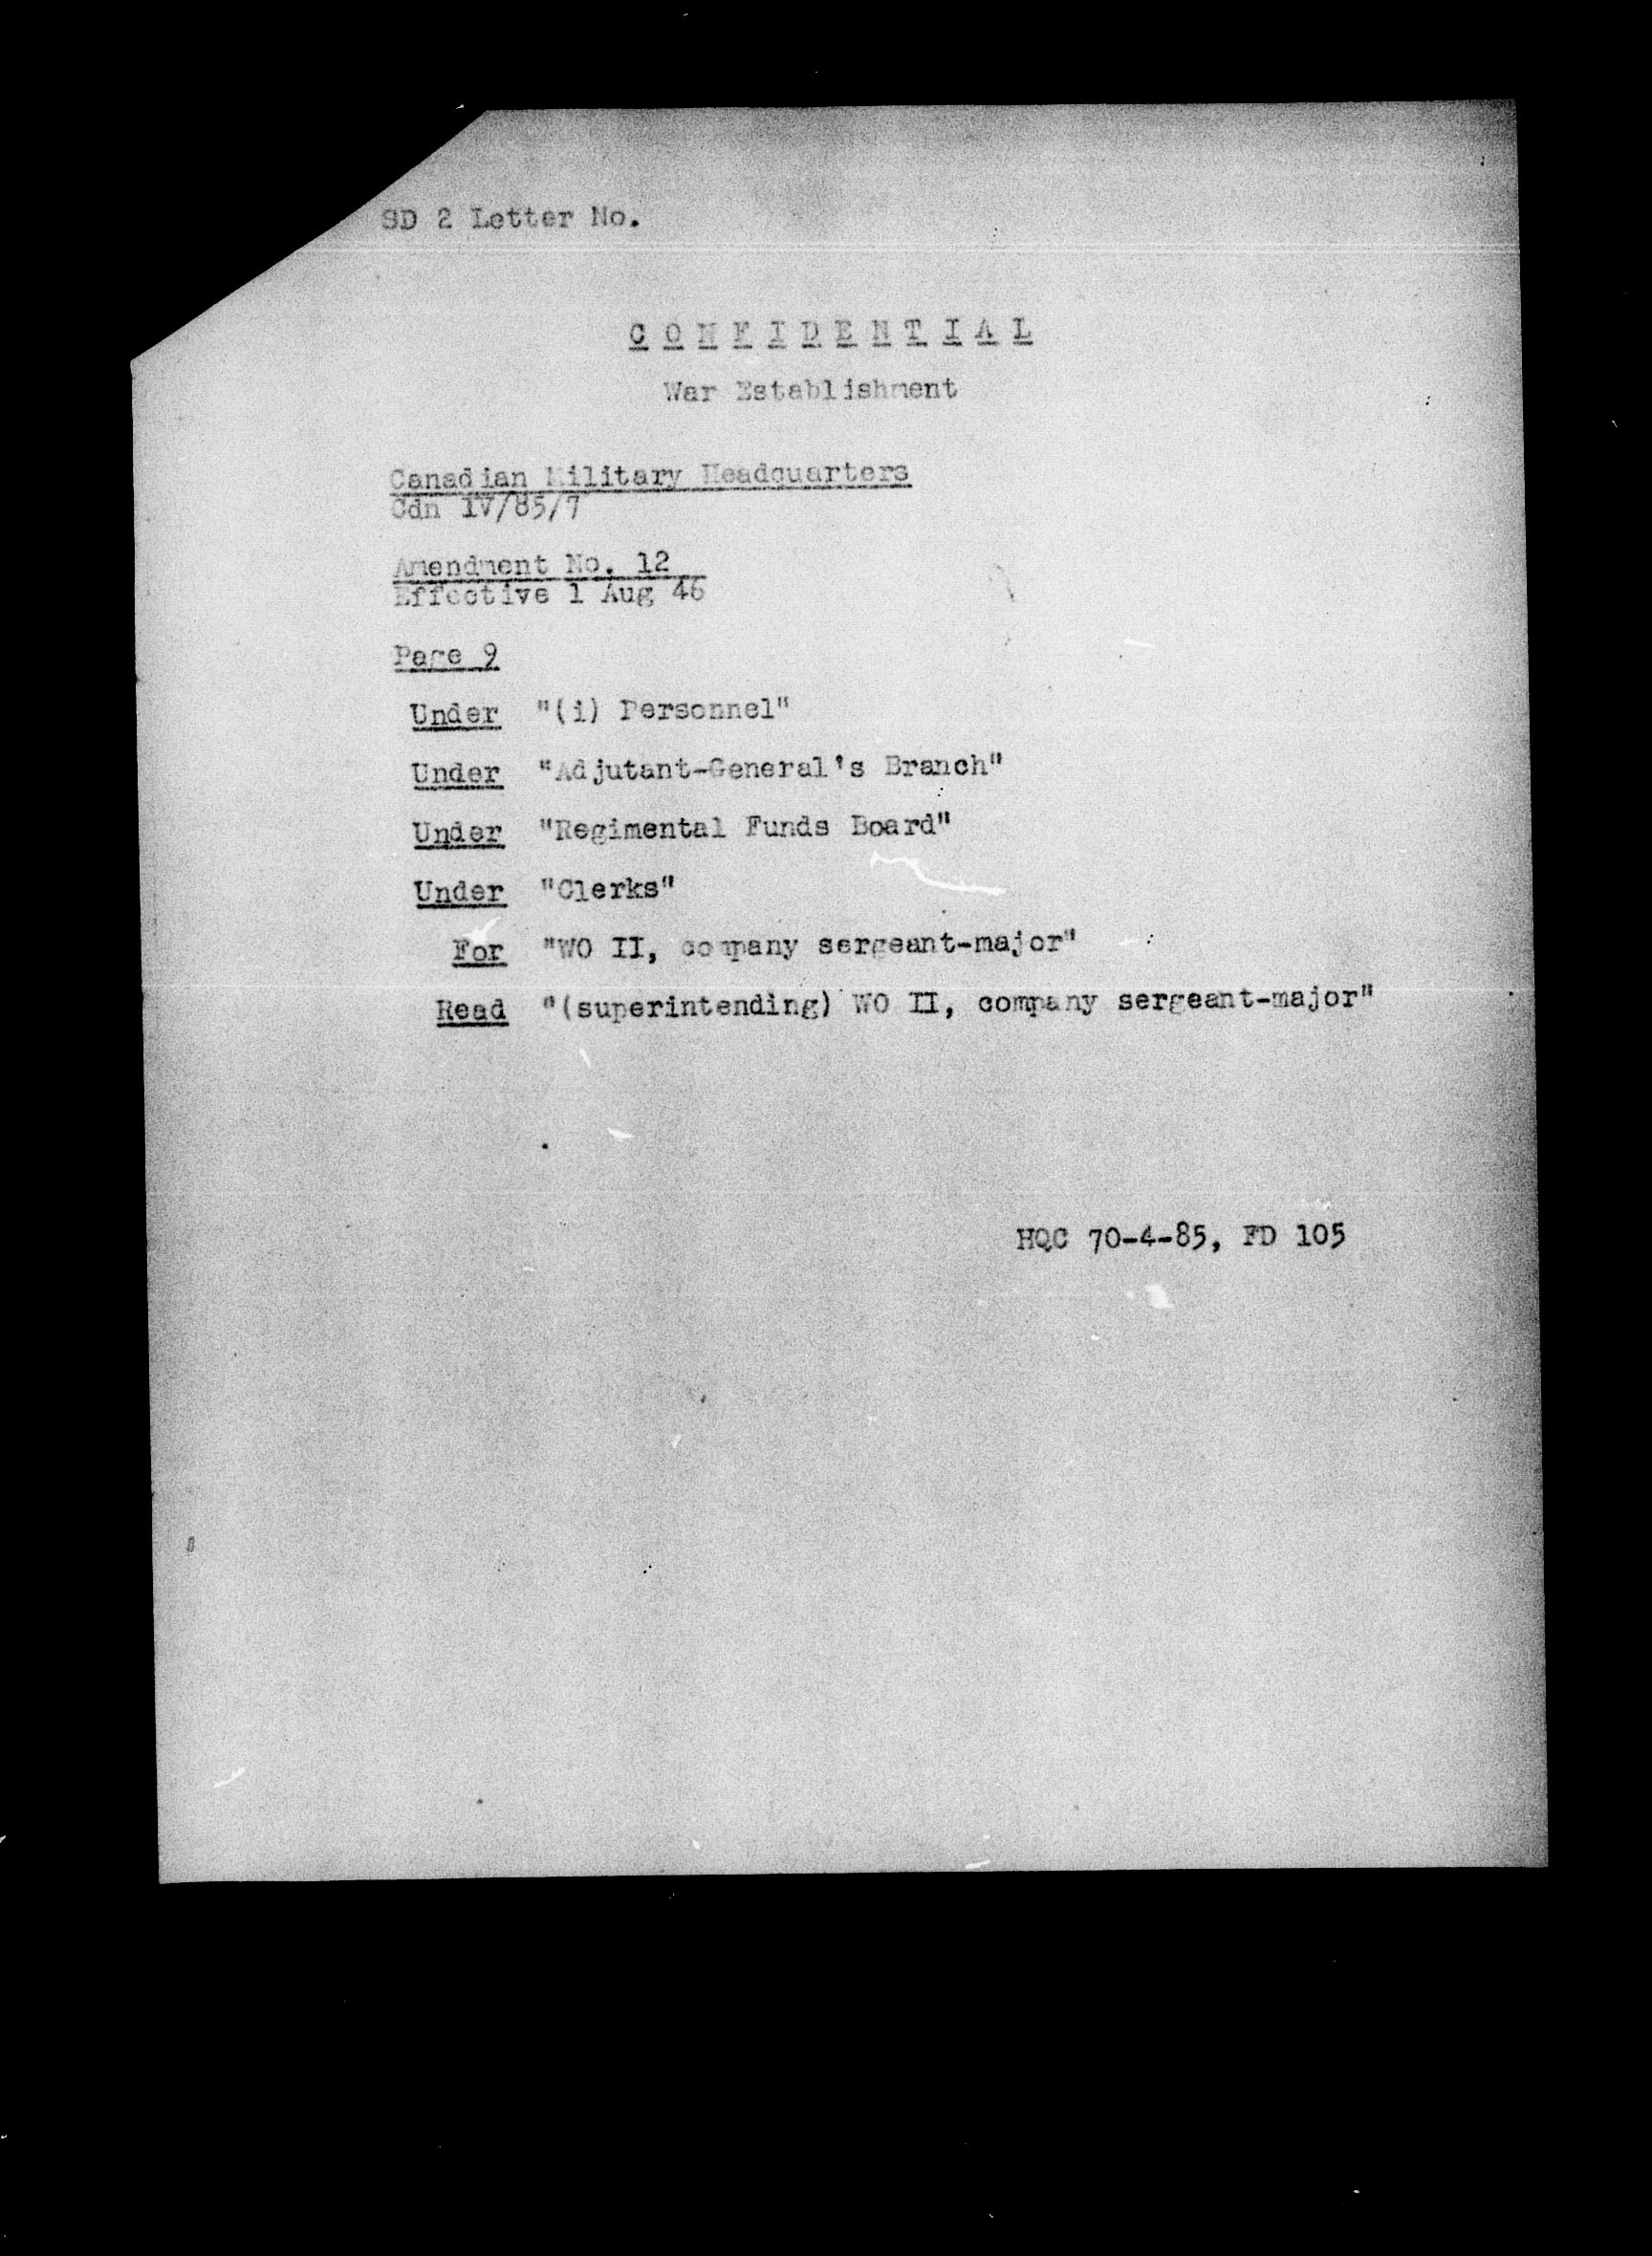 SD 2 Letter No.
C O N F I D E N T I A L
War Establishment
Canadian Military Headquarters
Cdn IV/85/7
Amendment No. 12
Effective 1 Aug 46
Page 9
Under "(i) Personnel"
Under "Adjutant-General's Branch"
Under "Regimental Funds Board"
Under "Clerks"
For "WO II, company sergeant-major"
Read "(superintending) WO II, company sergeant-major"
HQC 70-4-85, FD 105